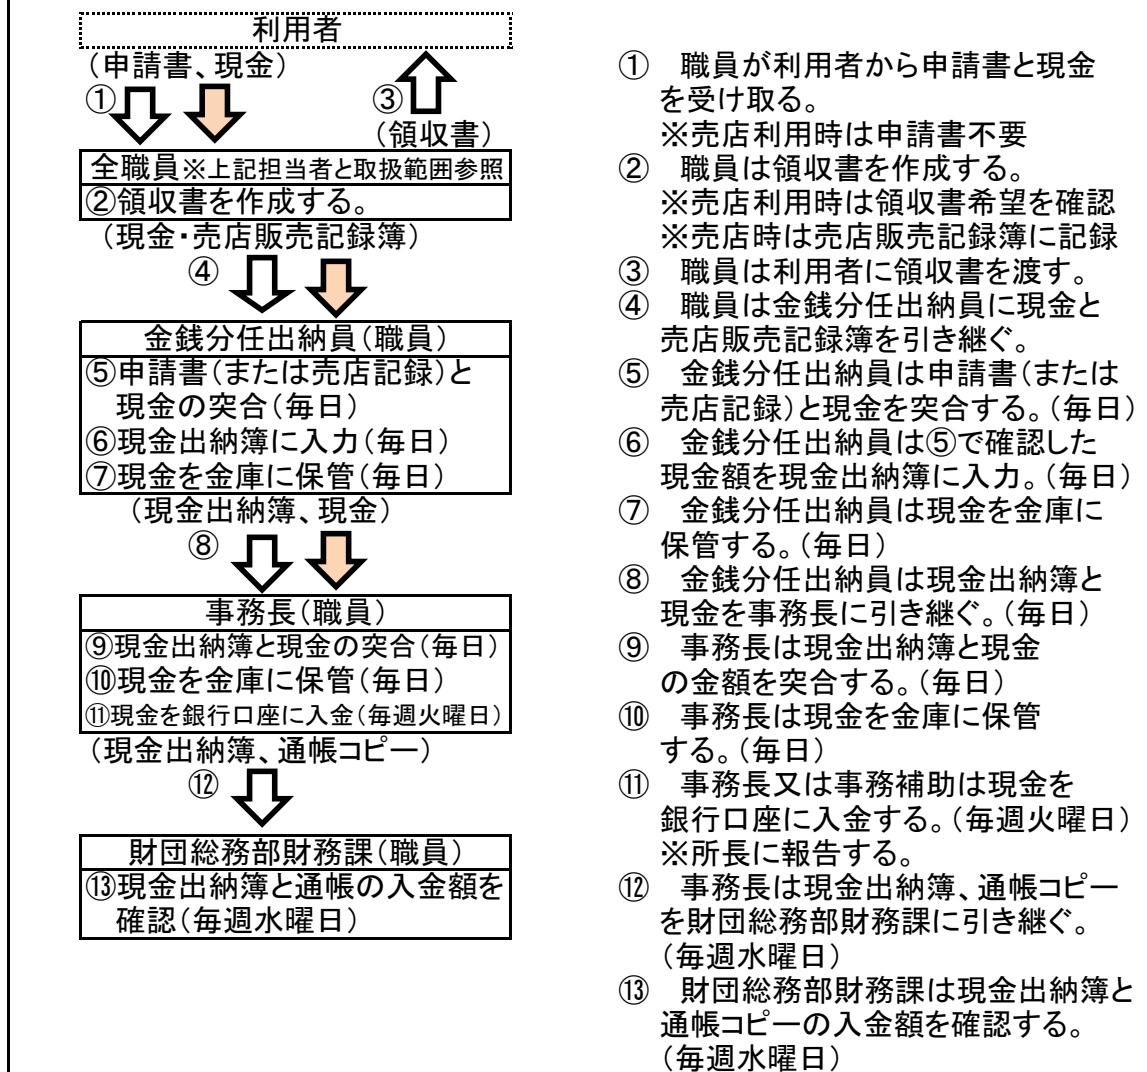 利用者
（申請書、現金）
①
③
（領収書）
全職員※上記担当者と取扱範囲参照
②領収書を作成する。
（現金・売店販売記録簿）
④
金銭分任出納員（職員）
⑤申請書（または売店記録）と
現金の突合（毎日）
⑥現金出納簿に入力（毎日）
⑦現金を金庫に保管（毎日）
（現金出納簿、現金）
⑧
事務長（職員）
⑨現金出納簿と現金の突合（毎日）
⑩現金を金庫に保管（毎日）
⑪現金を銀行口座に入金（毎週火曜日）
（現金出納簿、通帳コピー）
⑫
財団総務部財務課（職員）
⑬現金出納簿と通帳の入金額を
確認（毎週水曜日）
①　職員が利用者から申請書と現金
を受け取る。
※売店利用時は申請書不要
②　職員は領収書を作成する。
※売店利用時は領収書希望を確認
※売店時は売店販売記録簿に記録
③　職員は利用者に領収書を渡す。
④　職員は金銭分任出納員に現金と
売店販売記録簿を引き継ぐ。
⑤　金銭分任出納員は申請書（または
売店記録）と現金を突合する。（毎日）
⑥　金銭分任出納員は⑤で確認した
現金額を現金出納簿に入力。（毎日）
⑦　金銭分任出納員は現金を金庫に
保管する。（毎日）
⑧　金銭分任出納員は現金出納簿と
現金を事務長に引き継ぐ。（毎日）
⑨　事務長は現金出納簿と現金
の金額を突合する。（毎日）
⑩　事務長は現金を金庫に保管
する。（毎日）
⑪　事務長又は事務補助は現金を
銀行口座に入金する。（毎週火曜日）
※所長に報告する。
⑫　事務長は現金出納簿、通帳コピー
を財団総務部財務課に引き継ぐ。
（毎週水曜日）
⑬　財団総務部財務課は現金出納簿と
通帳コピーの入金額を確認する。
（毎週水曜日）